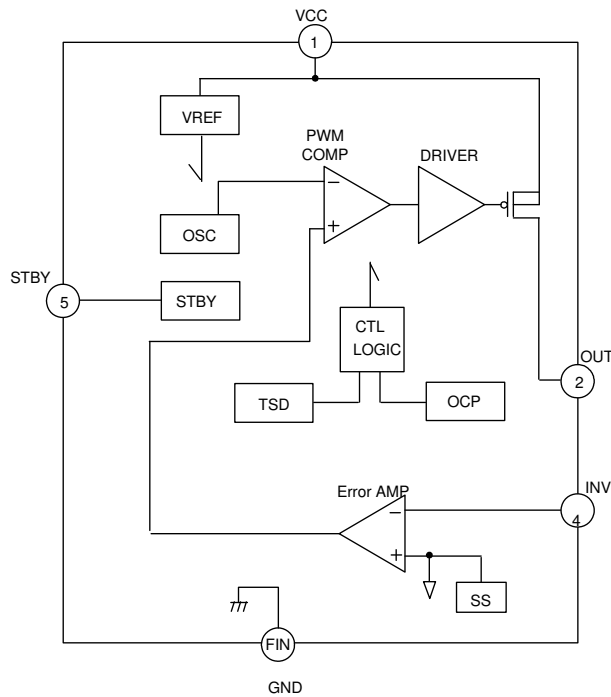 VCC
1
VREF
PWM
COMP
DRIVER
−
+
OSC
STBY
5
STBY
CTL
LOGIC
OUT
2
TSD
OCP
Error AMP
INV
−
4
+
SS
FIN
GND